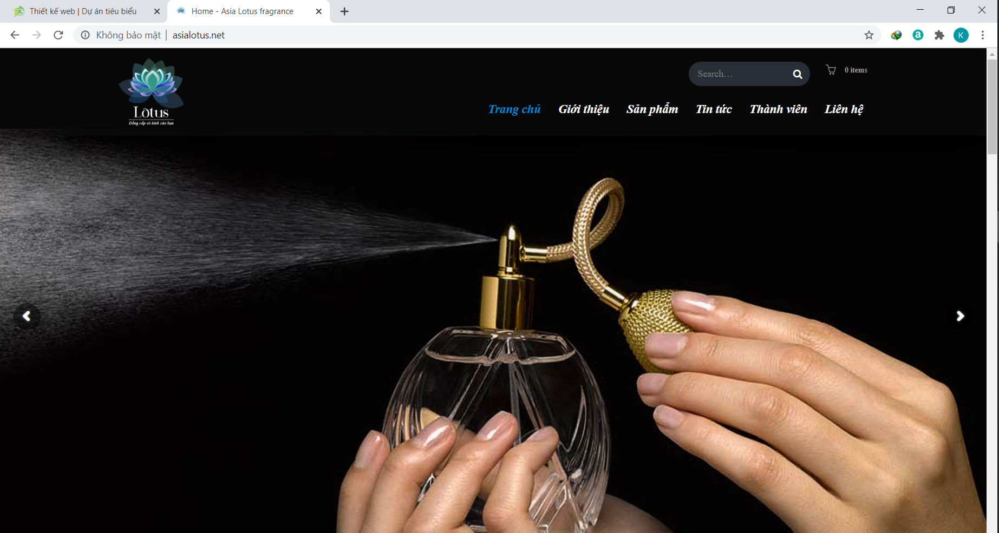 Thiết kế web | Dự án tiêu biểu
Home - Asia Lotus fragrance
Không bảo mật | asialotus.net
K
Search...
0 items
Lotus
Đẳng cấp vô hình của bạn
Trang chủ Giới thiệu Sản phẩm Tin tức Thành viên Liên hệ